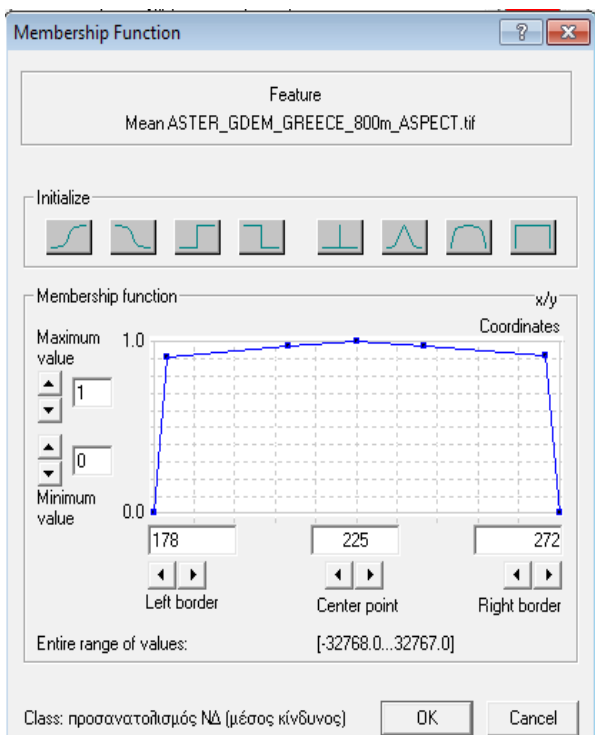 Membership Function
Feature
Mean ASTER_GDEM_GREECE_800m_ASPECT.tif
Initialize
Membership function
x/y
Coordinates
Maximum
value
1.0
1
0
Minimum
value
0.0
178
225
272
Left border
Center point
Right border
Entire range of values:
[-32768.0...32767.0]
Class: προσανατολισμός ΝΔ (μέσος κίνδυνος)
OK
Cancel